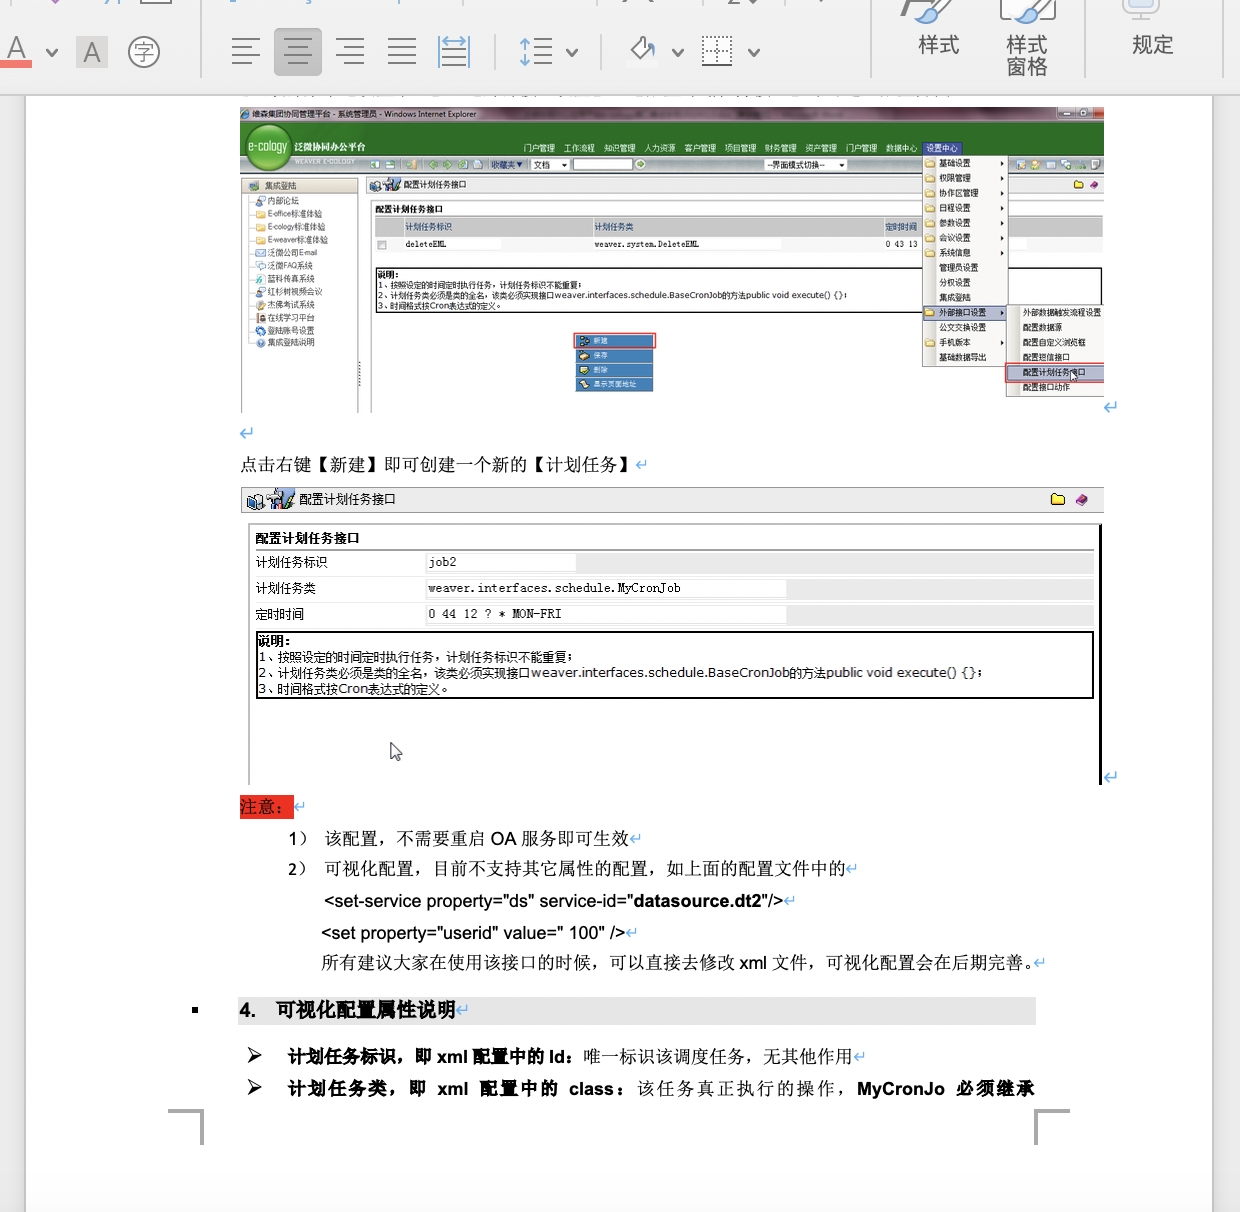 A
A
字
样式
样式
窗格
规定
维森集团协同管理平台 - 系统管理员 - Windows Internet Explorer
e-cology 泛微协同办公平台
WEAVER E-COLOGY
门户管理 工作流程 知识管理 人力资源 客户管理 项目管理 财务管理 资产管理 门户管理 数据中心 设置中心
收藏夹▼ 文档 --界面模式切换--
集成登陆
内部论坛
E-office标准体验
E-cology标准体验
E-weaver标准体验
泛微公司E-mail
泛微FAQ系统
蓝科传真系统
红杉树视频会议
杰佛考试系统
在线学习平台
登陆账号设置
集成登陆说明
配置计划任务接口
配置计划任务接口
计划任务标识 计划任务类 定时时间
deleteEML weaver.system.DeleteEML 0 43 13
说明:
1、按照设定的时间定时执行任务，计划任务标识不能重复;
2、计划任务类必须是类的全名，该类必须实现接口weaver.interfaces.schedule.BaseCronJob的方法public void execute() {};
3、时间格式按Cron表达式的定义。
新建
保存
删除
显示页面地址
基础设置
权限管理
协作区管理
日程设置
参数设置
会议设置
系统信息
管理员设置
分权设置
集成登陆
外部接口设置
公文交换设置
手机版本
基础数据导出
外部数据触发流程设置
配置数据源
配置自定义浏览框
配置短信接口
配置计划任务接口
配置接口动作
点击右键【新建】即可创建一个新的【计划任务】
配置计划任务接口
配置计划任务接口
计划任务标识 job2
计划任务类 weaver.interfaces.schedule.MyCronJob
定时时间 0 44 12 ? * MON-FRI
说明:
1、按照设定的时间定时执行任务，计划任务标识不能重复;
2、计划任务类必须是类的全名，该类必须实现接口weaver.interfaces.schedule.BaseCronJob的方法public void execute() {};
3、时间格式按Cron表达式的定义。
注意：
1） 该配置，不需要重启 OA 服务即可生效
2） 可视化配置，目前不支持其它属性的配置，如上面的配置文件中的
<set-service property="ds" service-id="datasource.dt2"/>
<set property="userid" value=" 100" />
所有建议大家在使用该接口的时候，可以直接去修改 xml 文件，可视化配置会在后期完善。
4. 可视化配置属性说明
计划任务标识，即 xml 配置中的 Id：唯一标识该调度任务，无其他作用
计划任务类，即 xml 配置中的 class：该任务真正执行的操作，MyCronJo 必须继承